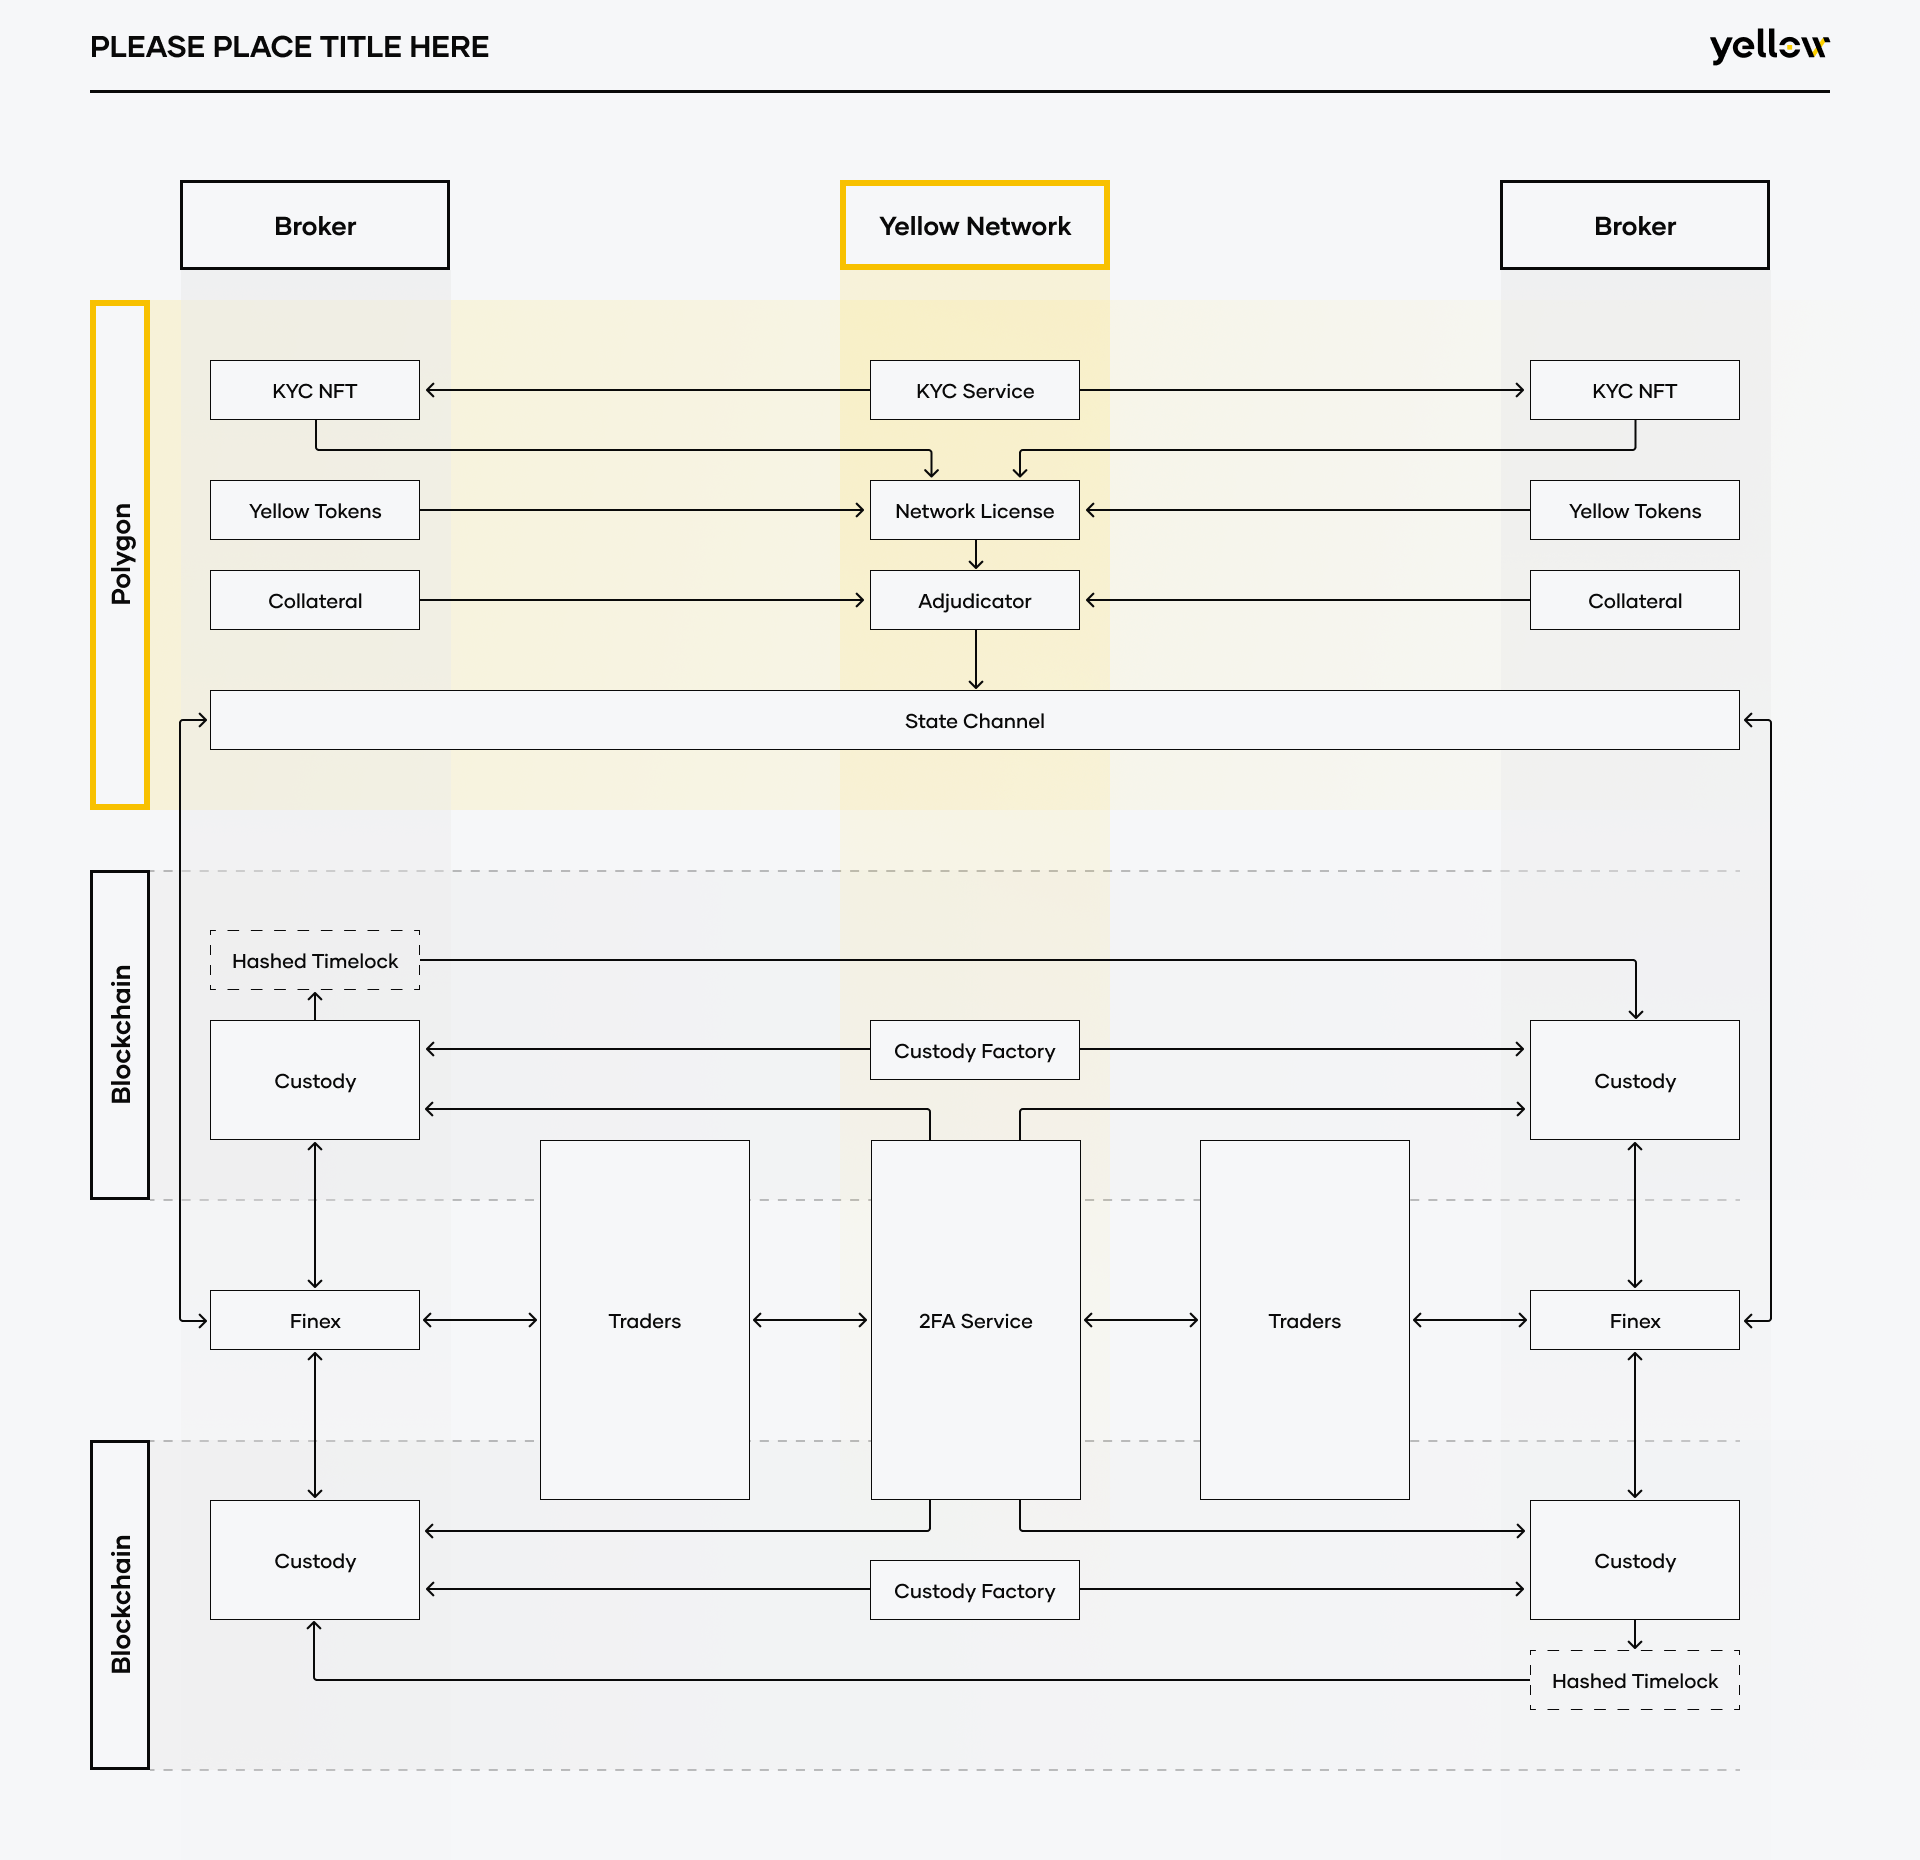 PLEASE PLACE TITLE HERE
yellow
Broker
Yellow Network
Broker
Polygon
KYC NFT
KYC Service
KYC NFT
Yellow Tokens
Network License
Yellow Tokens
Collateral
Adjudicator
Collateral
State Channel
Blockchain
Hashed Timelock
Custody Factory
Custody
Custody
Finex
Traders
2FA Service
Traders
Finex
Blockchain
Custody
Custody
Custody Factory
Hashed Timelock